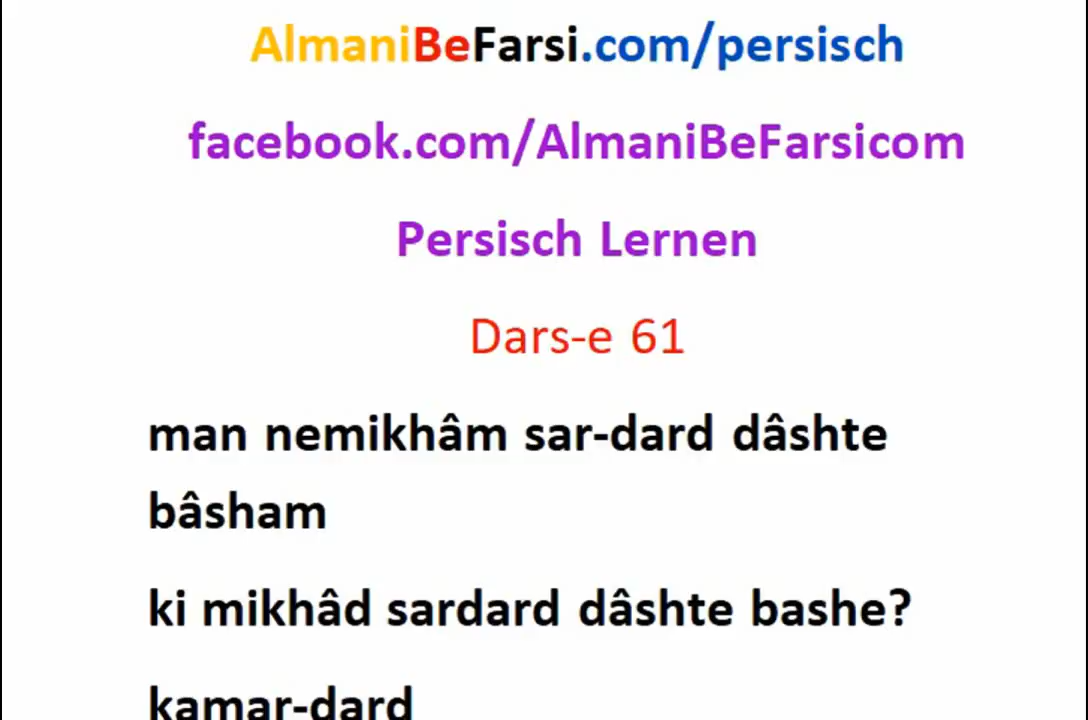 AlmaniBeFarsi.com/persisch
facebook.com/AlmaniBeFarsicom
Persisch Lernen
Dars-e 61
man nemikhâm sar-dard dâshte
bâsham
ki mikhâd sardard dâshte bashe?
kamar-dard